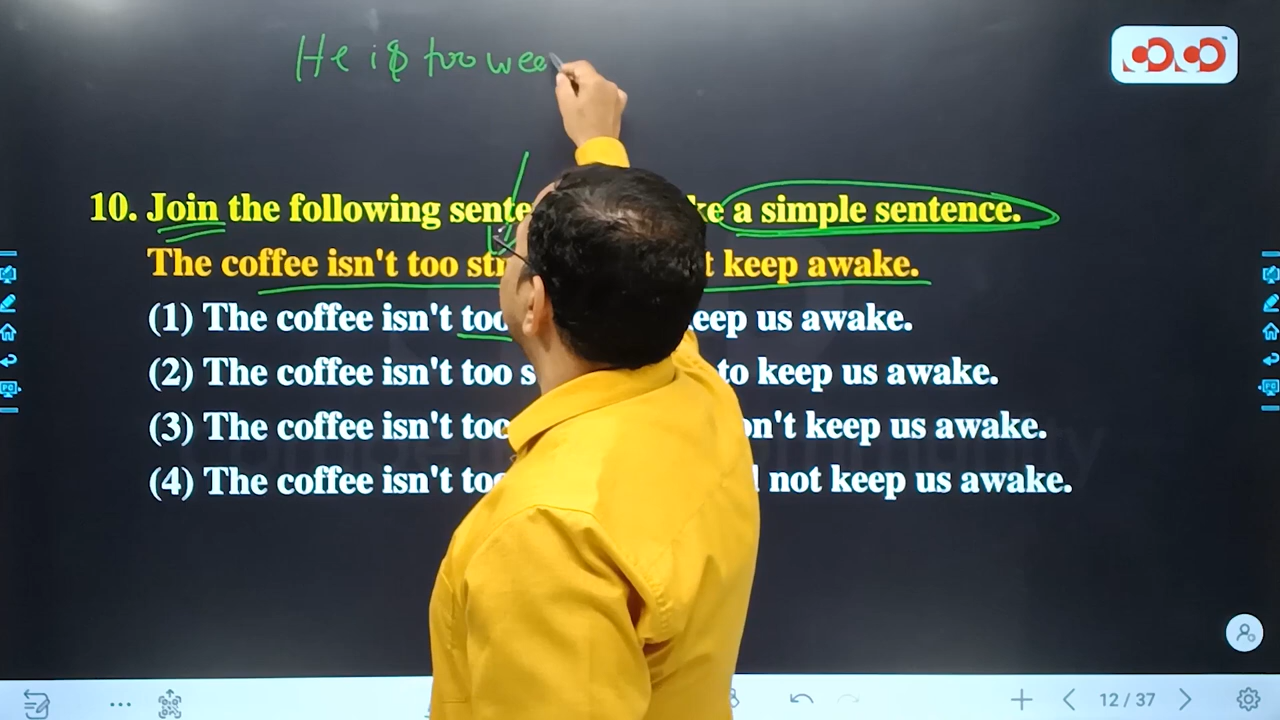 He is too wea
10. Join the following sente ke a simple sentence.
The coffee isn't too str t keep awake.
(1) The coffee isn't too eep us awake.
(2) The coffee isn't too s to keep us awake.
(3) The coffee isn't too on't keep us awake.
(4) The coffee isn't too not keep us awake.
12 / 37